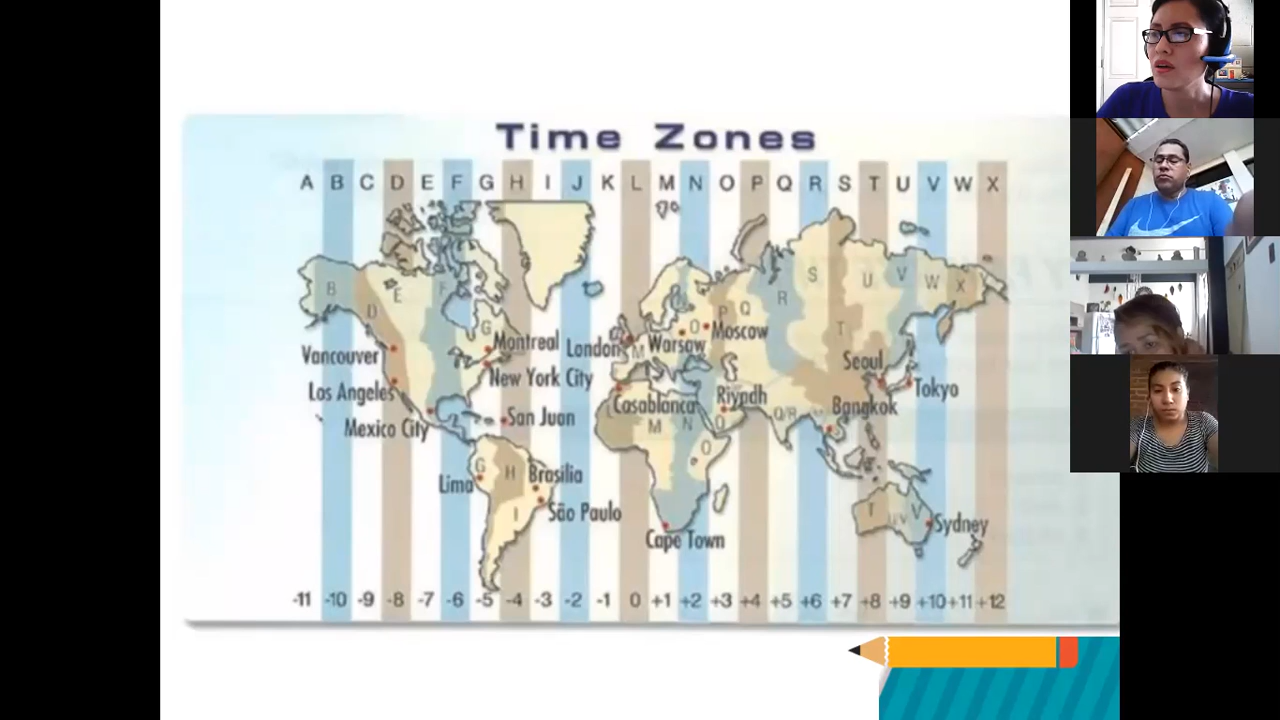 Time Zones
A B C D E F G H I J K L M N O P Q R S T U V W X
B
D
E
F
G
S
R
Q
P
U
V
W
X
T
O
M
Montreal
London
Warsaw
Moscow
Vancouver
Seoul
New York City
Tokyo
Los Angeles
Riyadh
Casablanca
Bangkok
San Juan
Mexico City
M
N
O
Q/R
O
G
H
I
Lima
Brasilia
São Paulo
T
V
Sydney
Cape Town
-11 -10 -9 -8 -7 -6 -5 -4 -3 -2 -1 0 +1 +2 +3 +4 +5 +6 +7 +8 +9 +10 +11 +12